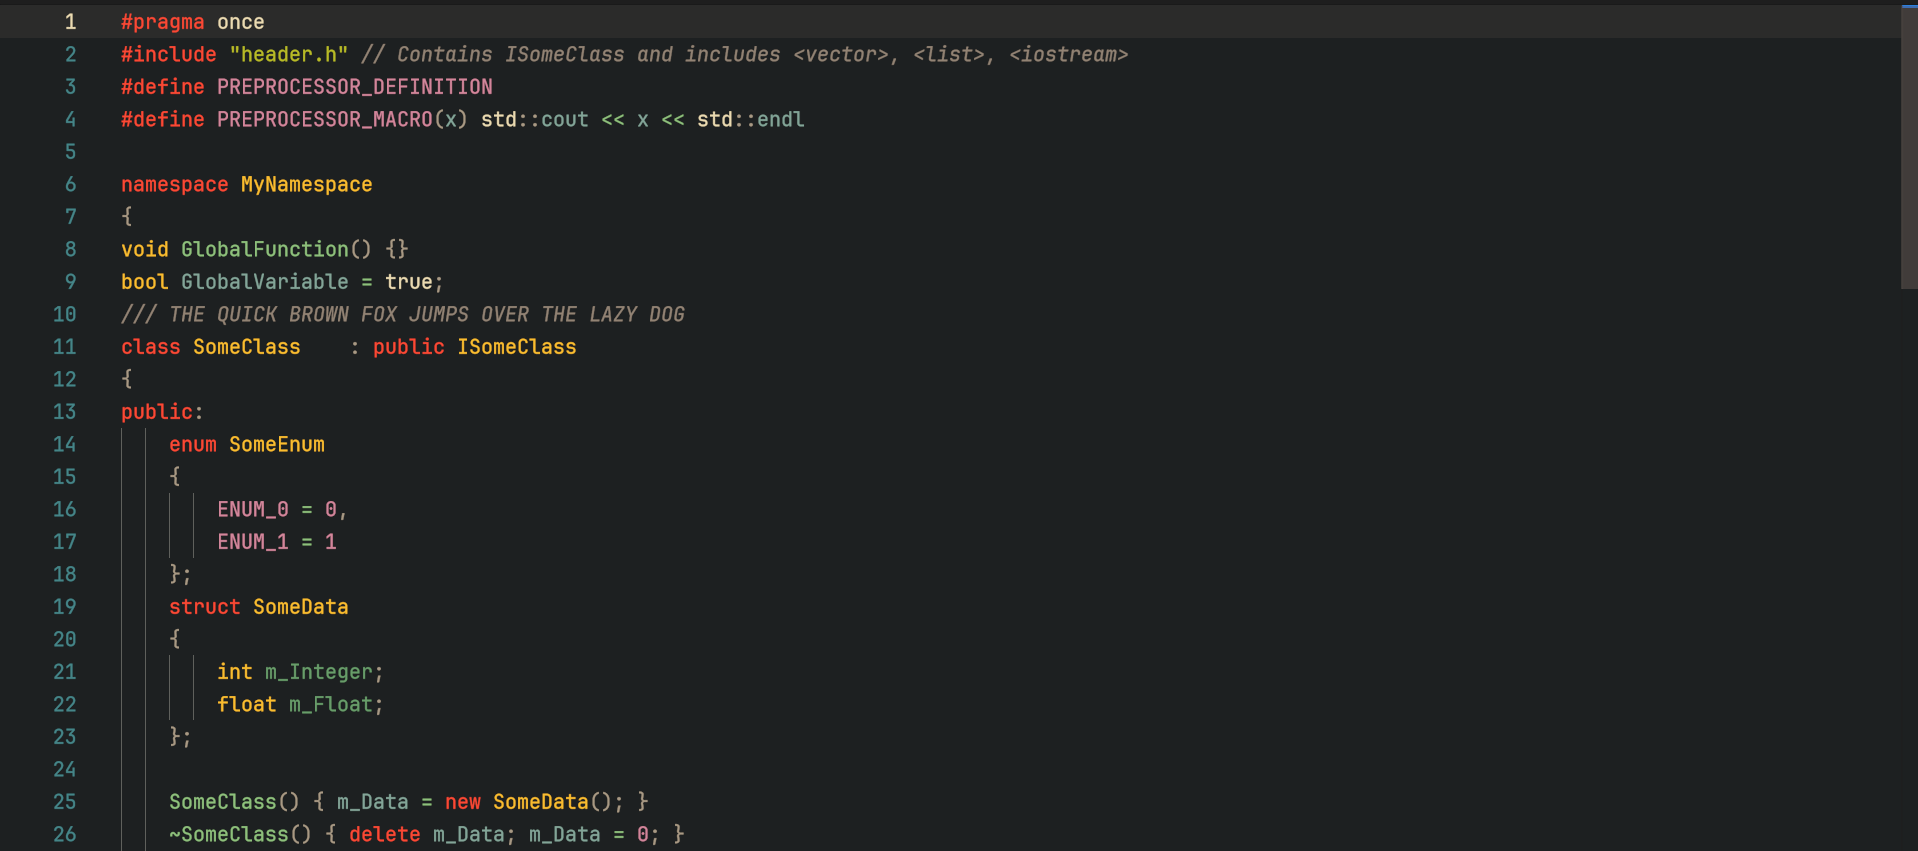 1 #pragma once
2 #include "header.h" // Contains ISomeClass and includes <vector>, <list>, <iostream>
3 #define PREPROCESSOR_DEFINITION
4 #define PREPROCESSOR_MACRO(x) std::cout << x << std::endl
5
6 namespace MyNamespace
7 {
8 void GlobalFunction() {}
9 bool GlobalVariable = true;
10 /// THE QUICK BROWN FOX JUMPS OVER THE LAZY DOG
11 class SomeClass    : public ISomeClass
12 {
13 public:
14     enum SomeEnum
15     {
16         ENUM_0 = 0,
17         ENUM_1 = 1
18     };
19     struct SomeData
20     {
21         int m_Integer;
22         float m_Float;
23     };
24
25     SomeClass() { m_Data = new SomeData(); }
26     ~SomeClass() { delete m_Data; m_Data = 0; }